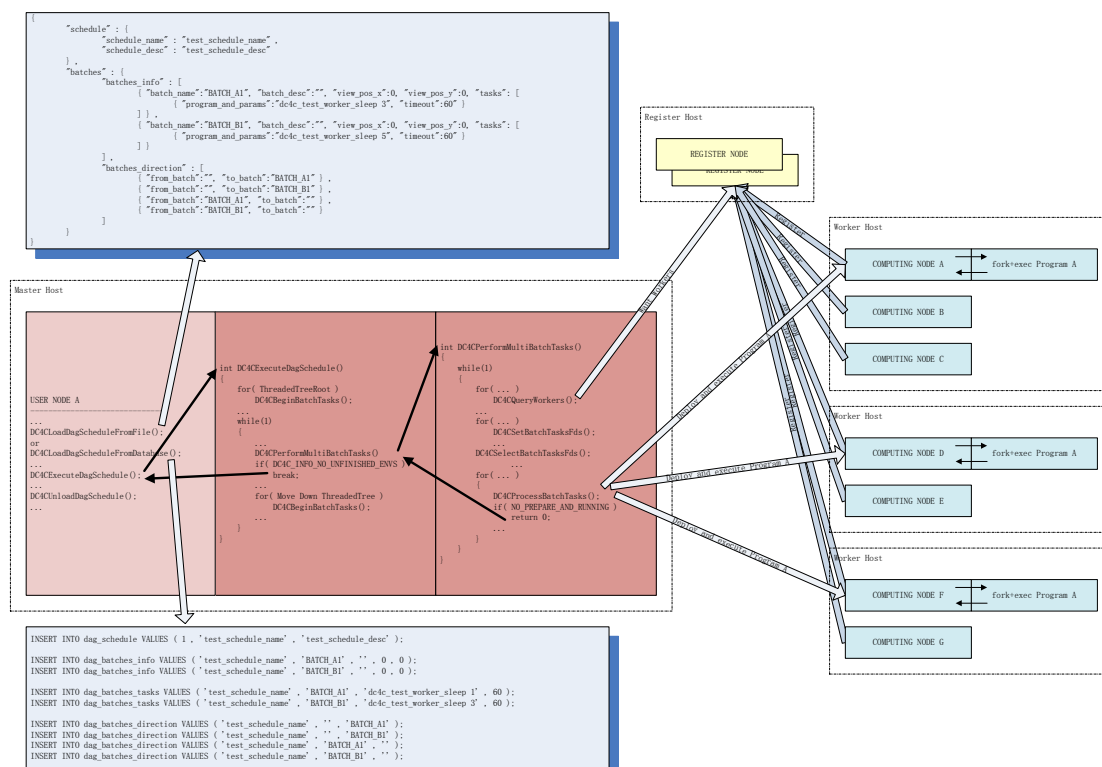 {
"schedule" : {
"schedule_name" : "test_schedule_name" ,
"schedule_desc" : "test_schedule_desc"
} ,
"batches" : {
"batches_info" : [
{ "batch_name":"BATCH_A1", "batch_desc":"", "view_pos_x":0, "view_pos_y":0, "tasks": [
{ "program_and_params":"dc4c_test_worker_sleep 3", "timeout":60" }
] } ,
{ "batch_name":"BATCH_B1", "batch_desc":"", "view_pos_x":0, "view_pos_y":0, "tasks": [
{ "program_and_params":"dc4c_test_worker_sleep 5", "timeout":60" }
] }
] ,
"batches_direction" : [
{ "from_batch":"", "to_batch":"BATCH_A1" } ,
{ "from_batch":"", "to_batch":"BATCH_B1" } ,
{ "from_batch":"BATCH_A1", "to_batch":"" } ,
{ "from_batch":"BATCH_B1", "to_batch":"" }
]
}
}
Register Host
REGISTER NODE
REGISTER NODE
Master Host
USER NODE A
-------------------------------
...
DC4CLoadDagScheduleFromFile();
or
DC4CLoadDagScheduleFromDatabase();
...
DC4CExecuteDagSchedule();
...
DC4CUnloadDagSchedule();
...
int DC4CExecuteDagSchedule()
{
for( ThreadedTreeRoot )
DC4CBeginBatchTasks();
...
while(1)
{
...
DC4CPerformMultiBatchTasks()
if( DC4C_INFO_NO_UNFINISHED_ENVS )
break;
...
for( Move Down ThreadedTree )
DC4CBeginBatchTasks();
...
}
}
int DC4CPerformMultiBatchTasks()
{
while(1)
{
for( ... )
DC4CQueryWorkers();
...
for( ... )
DC4CSetBatchTasksFds();
...
DC4CSelectBatchTasksFds();
...
for( ... )
{
DC4CProcessBatchTasks();
if( NO_PREPARE_AND_RUNNING )
return 0;
...
}
}
}
Register
Register
Register
Register
Register
Register
Register
Deploy and execute Program A
Deploy and execute Program A
Deploy and execute Program A
Worker Host
COMPUTING NODE A
fork+exec Program A
COMPUTING NODE B
COMPUTING NODE C
Worker Host
COMPUTING NODE D
fork+exec Program A
COMPUTING NODE E
Worker Host
COMPUTING NODE F
fork+exec Program A
COMPUTING NODE G
INSERT INTO dag_schedule VALUES ( 1 , 'test_schedule_name' , 'test_schedule_desc' );
INSERT INTO dag_batches_info VALUES ( 'test_schedule_name' , 'BATCH_A1' , '' , 0 , 0 );
INSERT INTO dag_batches_info VALUES ( 'test_schedule_name' , 'BATCH_B1' , '' , 0 , 0 );
INSERT INTO dag_batches_tasks VALUES ( 'test_schedule_name' , 'BATCH_A1' , 'dc4c_test_worker_sleep 1' , 60 );
INSERT INTO dag_batches_tasks VALUES ( 'test_schedule_name' , 'BATCH_B1' , 'dc4c_test_worker_sleep 3' , 60 );
INSERT INTO dag_batches_direction VALUES ( 'test_schedule_name' , '' , 'BATCH_A1' );
INSERT INTO dag_batches_direction VALUES ( 'test_schedule_name' , '' , 'BATCH_B1' );
INSERT INTO dag_batches_direction VALUES ( 'test_schedule_name' , 'BATCH_A1' , '' );
INSERT INTO dag_batches_direction VALUES ( 'test_schedule_name' , 'BATCH_B1' , '' );